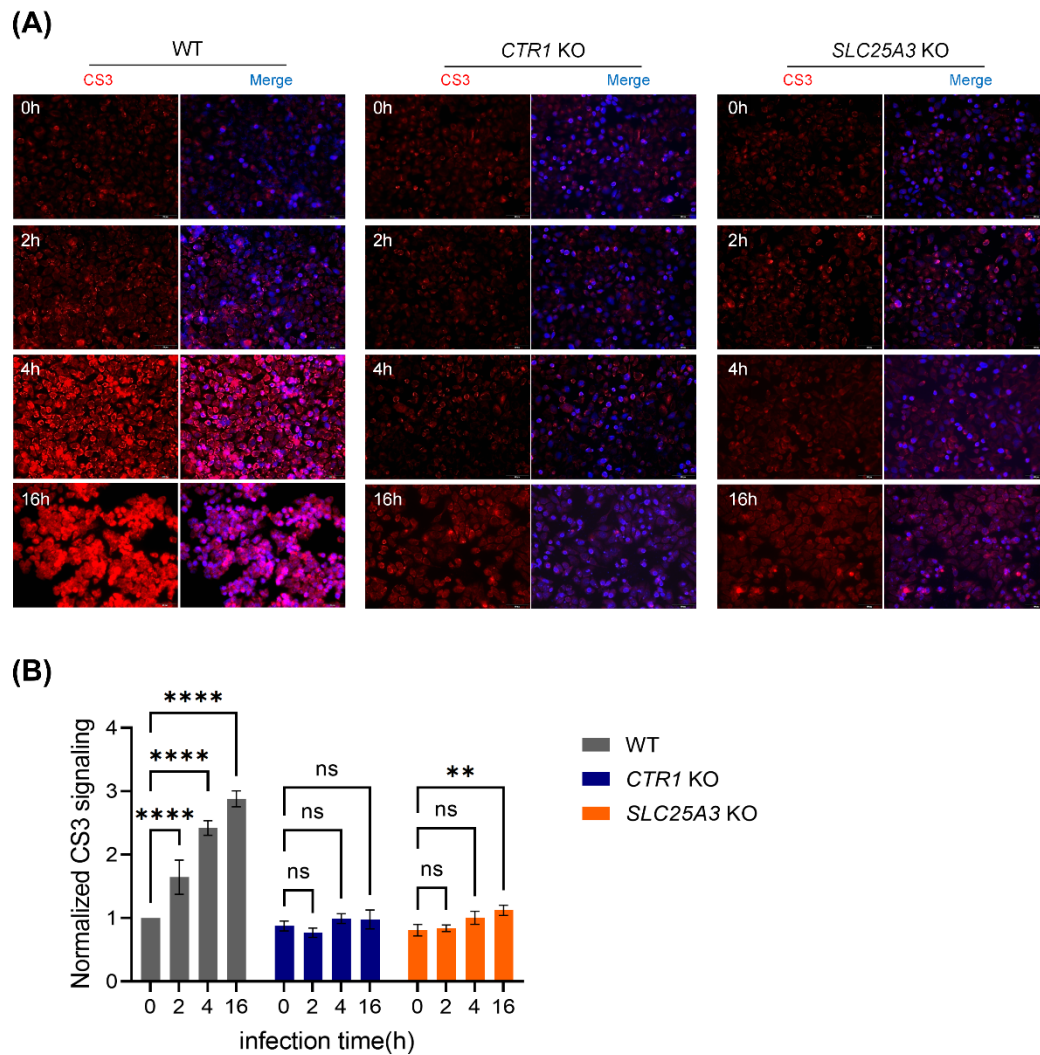 (A)
WT
CTR1 KO
SLC25A3 KO
CS3 Merge
CS3 Merge
CS3 Merge
0h
0h
0h
2h
2h
2h
4h
4h
4h
16h
16h
16h
(B)
Normalized CS3 signaling
4
3
2
1
0
****
****
****
ns
ns
ns
**
ns
ns
0 2 4 16 0 2 4 16 0 2 4 16
infection time(h)
WT
CTR1 KO
SLC25A3 KO